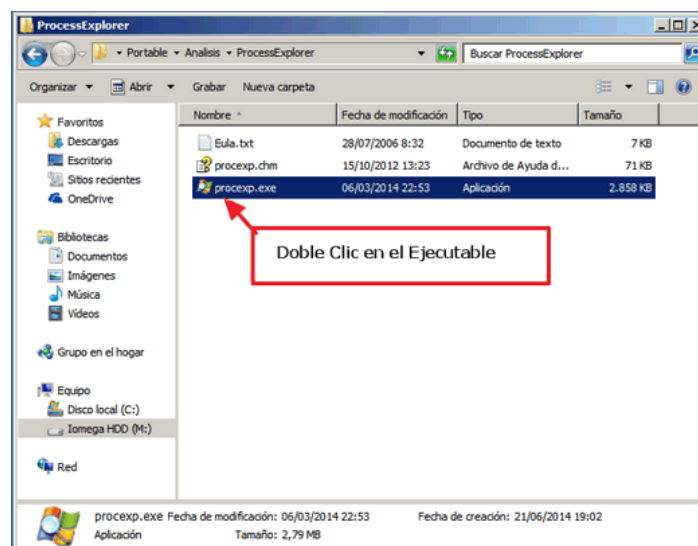 ProcessExplorer
Portable Analisis ProcessExplorer Buscar ProcessExplorer
Organizar Abrir Grabar Nueva carpeta
Nombre Fecha de modificación Tipo Tamaño
Favoritos
Descargas
Escritorio
Sitios recientes
OneDrive
Bibliotecas
Documentos
Imágenes
Música
Vídeos
Grupo en el hogar
Equipo
Disco local (C:)
Iomega HDD (M:)
Red
Eula.txt 28/07/2006 8:32 Documento de texto 7 KB
procexp.chm 15/10/2012 13:23 Archivo de Ayuda d... 71 KB
procexp.exe 06/03/2014 22:53 Aplicación 2.858 KB
Doble Clic en el Ejecutable
procexp.exe Fecha de modificación: 06/03/2014 22:53 Fecha de creación: 21/06/2014 19:02
Aplicación Tamaño: 2,79 MB